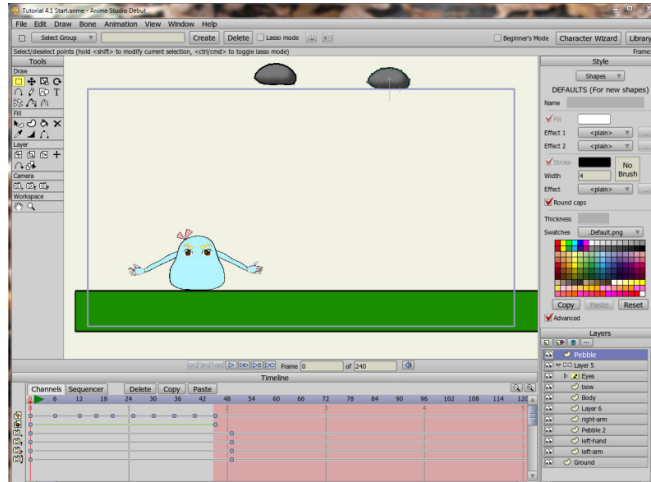 Tutorial 4.1 Start.anme - Anime Studio Debut
File Edit Draw Bone Animation View Window Help
Select Group Create Delete Lasso mode Beginner's Mode Character Wizard Library
Select/deselect points (hold <shift> to modify current selection, <ctrl/cmd> to toggle lasso mode) Frame:
Tools
Draw
Fill
Layer
Camera
Workspace
Style
Shapes
DEFAULTS (For new shapes)
Name
Fill
Effect 1 <plain>
Effect 2 <plain>
Stroke
No Brush
Width 4
Effect <plain>
Round caps
Thickness
Swatches .Default.png
Copy Paste Reset
Advanced
Layers
Pebble
Layer 5
Eyes
bow
Body
Layer 6
right-arm
Pebble 2
left-hand
left-arm
Ground
Frame 0 of 240
Timeline
Channels Sequencer Delete Copy Paste
0 6 12 18 24 30 36 42 48 54 60 66 72 78 84 90 96 102 108 114 120
2 3 4 5